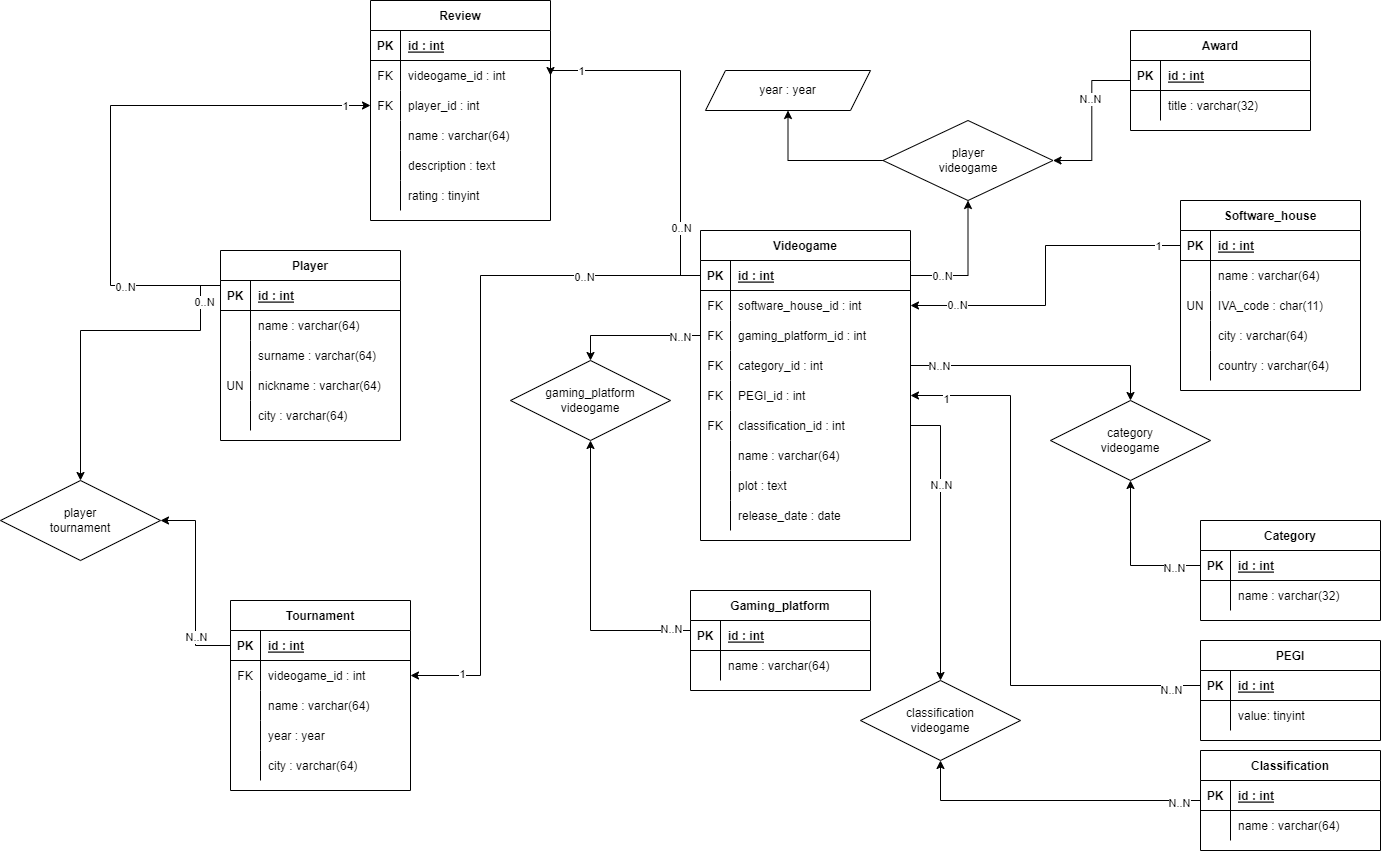 Review
PK id : int
FK videogame_id : int
FK player_id : int
name : varchar(64)
description : text
rating : tinyint
1
1
0..N
year : year
player
videogame
N..N
Award
PK id : int
title : varchar(32)
Player
PK id : int
name : varchar(64)
surname : varchar(64)
UN nickname : varchar(64)
city : varchar(64)
0..N
0..N
0..N
Videogame
PK id : int
FK software_house_id : int
FK gaming_platform_id : int
FK category_id : int
FK PEGI_id : int
FK classification_id : int
name : varchar(64)
plot : text
release_date : date
0..N
1
0..N
Software_house
PK id : int
name : varchar(64)
UN IVA_code : char(11)
city : varchar(64)
country : varchar(64)
N..N
gaming_platform
videogame
N..N
category
videogame
1
N..N
player
tournament
N..N
Tournament
PK id : int
FK videogame_id : int
name : varchar(64)
year : year
city : varchar(64)
1
N..N
Gaming_platform
PK id : int
name : varchar(64)
N..N
Category
PK id : int
name : varchar(32)
classification
videogame
N..N
PEGI
PK id : int
value: tinyint
N..N
Classification
PK id : int
name : varchar(64)